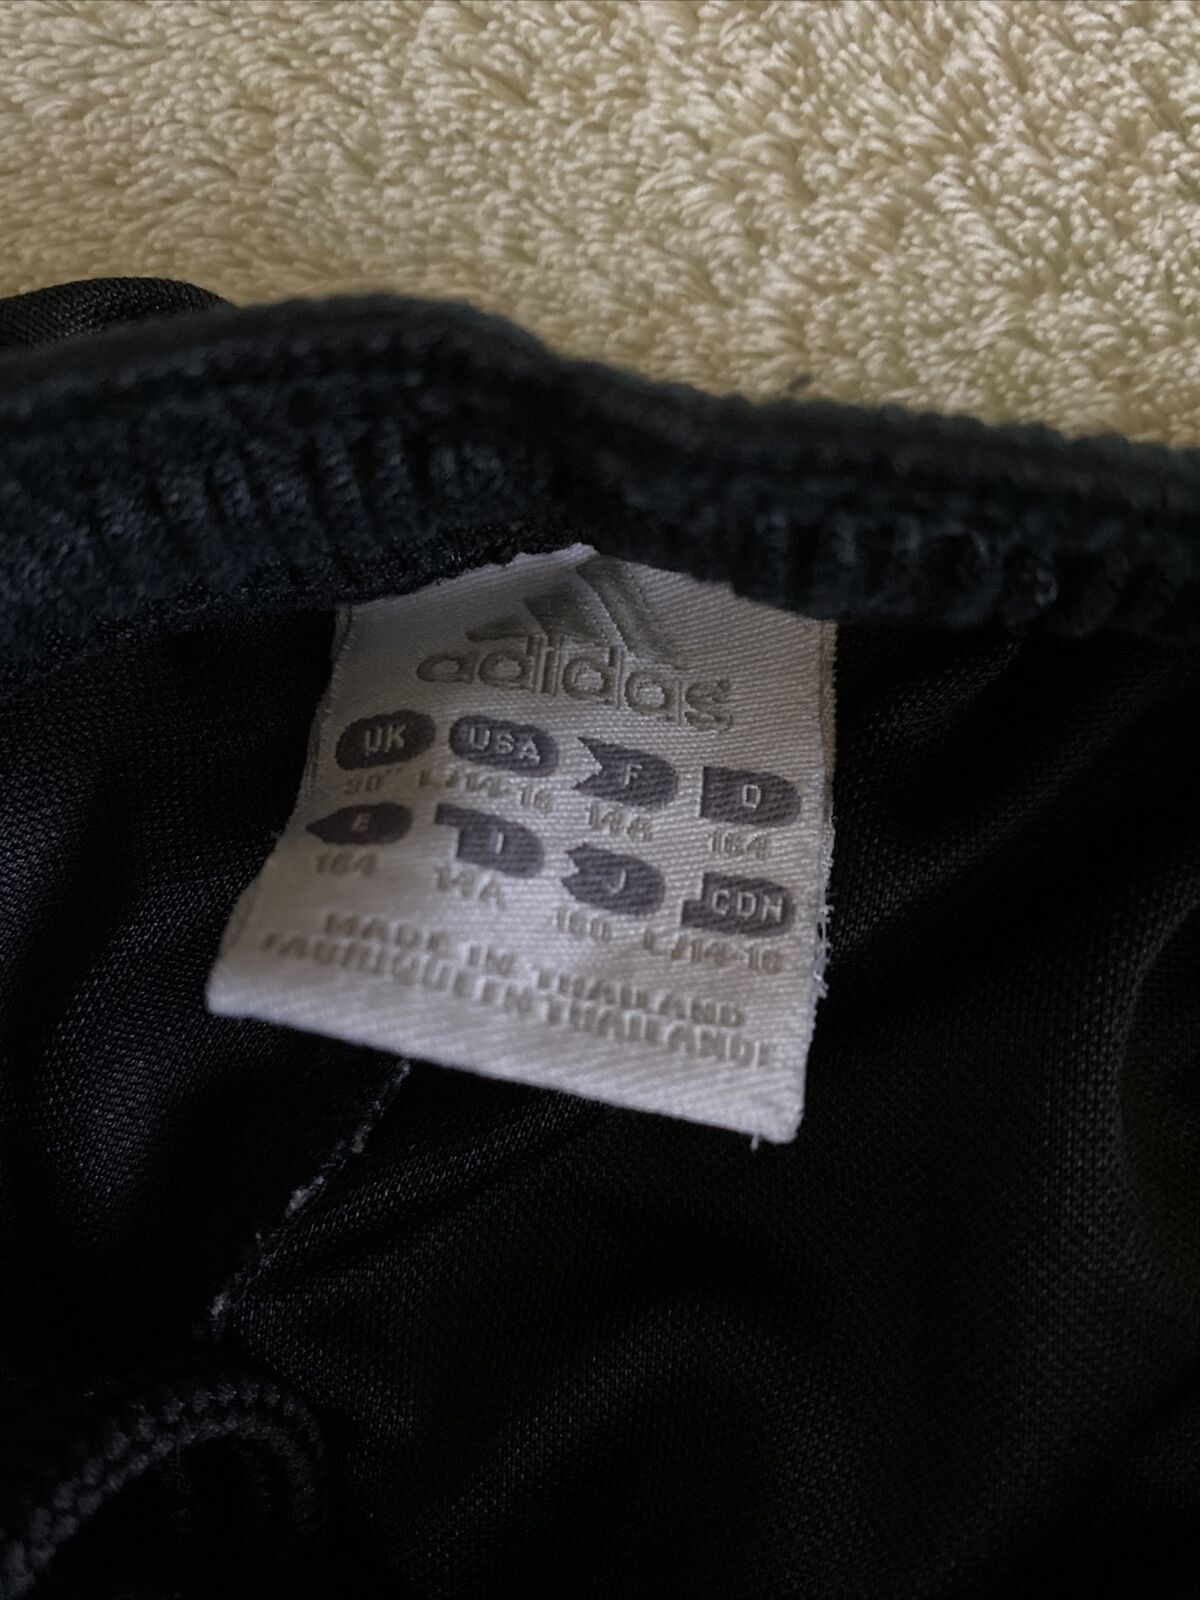 adidas
UK USA F D
30" L/14-16 14A 164
E I J CDN
164 14A 160 L/14-16
MADE IN THAILAND
FABRIQUE EN THAILANDE